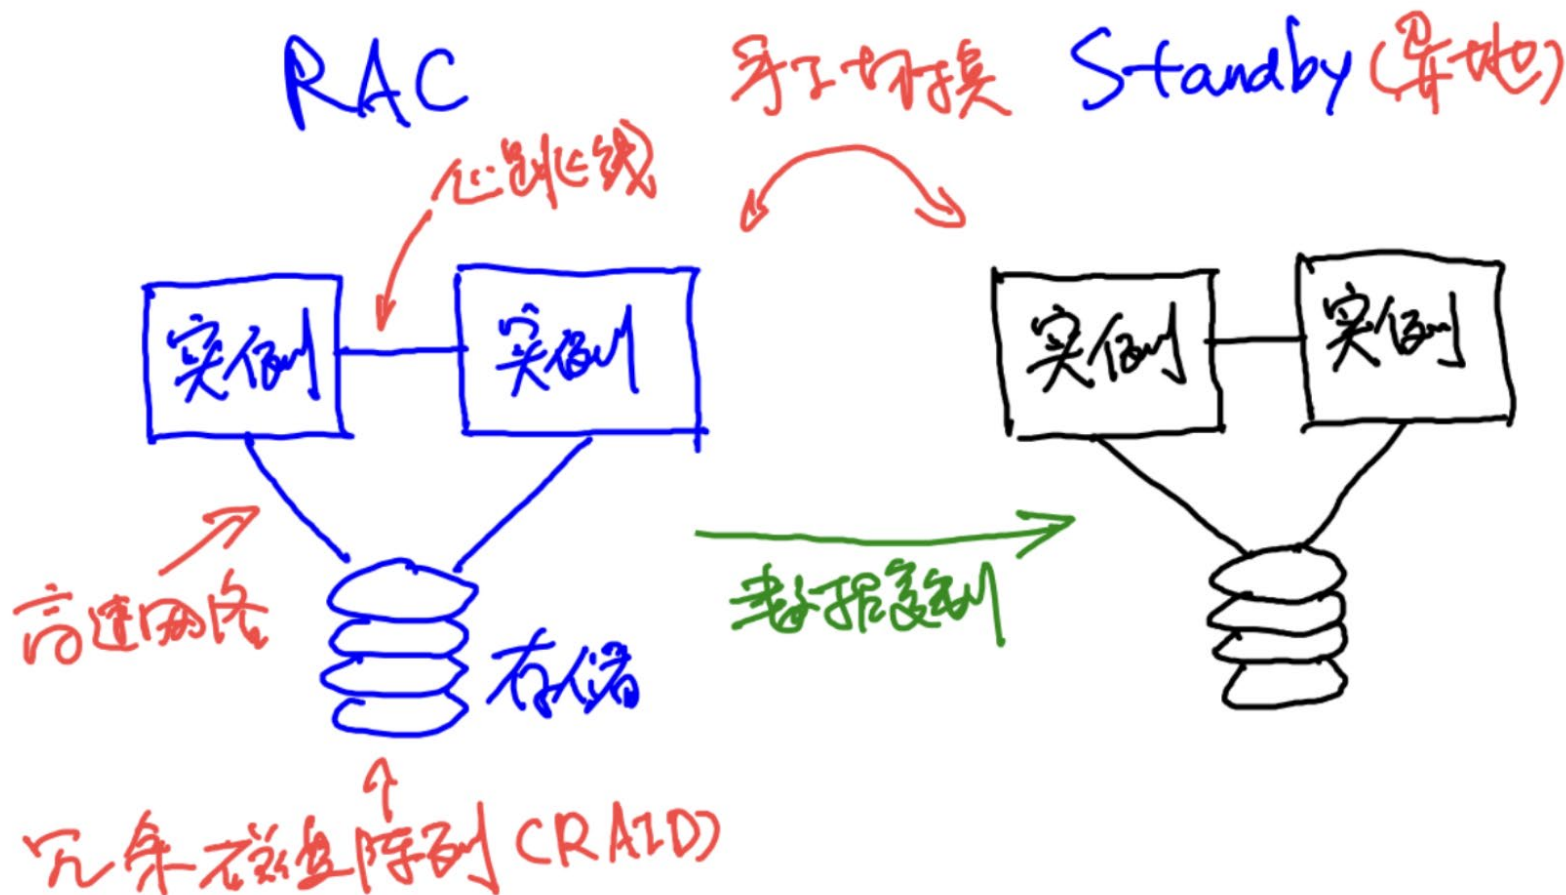 RAC
手工切换
Standby(异地)
心跳线
实例
实例
实例
实例
高速网络
数据复制
存储
冗余磁盘阵列(RAID)